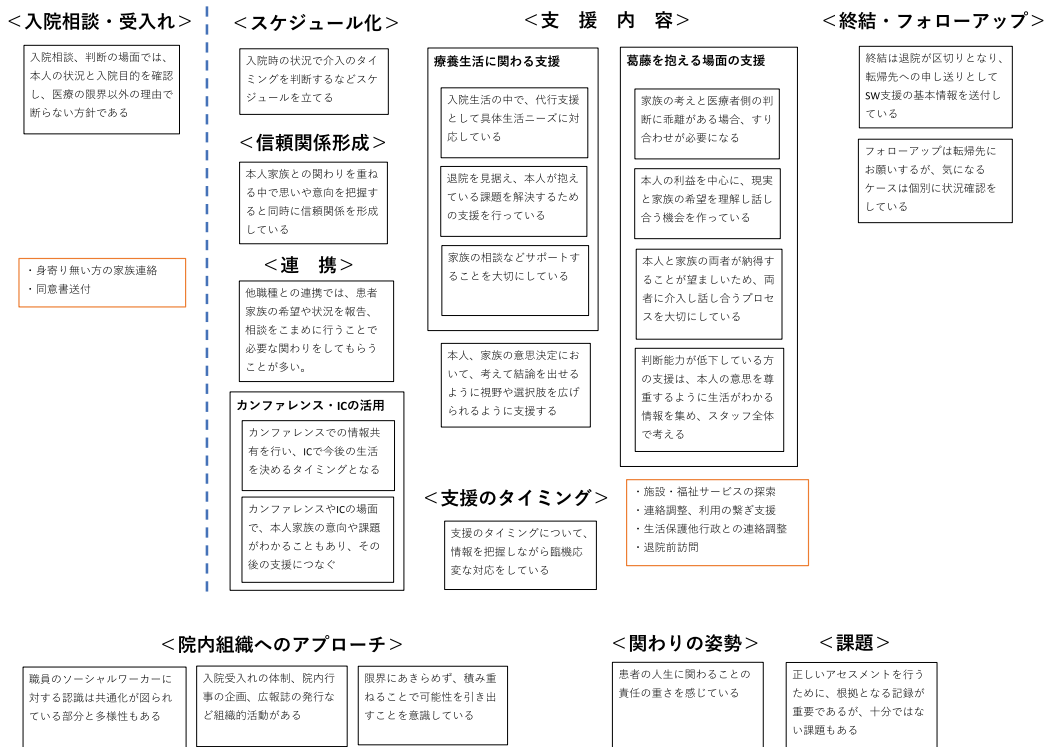 ＜入院相談・受入れ＞
入院相談、判断の場面では、
本人の状況と入院目的を確認
し、医療の限界以外の理由で
断らない方針である
・身寄り無い方の家族連絡
・同意書送付
＜スケジュール化＞
入院時の状況で介入のタイ
ミングを判断するなどスケ
ジュールを立てる
＜信頼関係形成＞
本人家族との関わりを重ね
る中で思いや意向を把握す
ると同時に信頼関係を形成
している
＜連　携＞
他職種との連携では、患者
家族の希望や状況を報告、
相談をこまめに行うことで
必要な関わりをしてもらう
ことが多い。
カンファレンス・ICの活用
カンファレンスでの情報共
有を行い、ICで今後の生活
を決めるタイミングとなる
カンファレンスやICの場面
で、本人家族の意向や課題
がわかることもあり、その
後の支援につなぐ
＜支　援　内　容＞
療養生活に関わる支援
入院生活の中で、代行支援
として具体生活ニーズに対
応している
退院を見据え、本人が抱え
ている課題を解決するため
の支援を行っている
家族の相談などサポートす
ることを大切にしている
本人、家族の意思決定にお
いて、考えて結論を出せる
ように視野や選択肢を広げ
られるように支援する
＜支援のタイミング＞
支援のタイミングについて、
情報を把握しながら臨機応
変な対応をしている
葛藤を抱える場面の支援
家族の考えと医療者側の判
断に乖離がある場合、すり
合わせが必要になる
本人の利益を中心に、現実
と家族の希望を理解し話し
合う機会を作っている
本人と家族の両者が納得す
ることが望ましいため、両
者に介入し話し合うプロセ
スを大切にしている
判断能力が低下している方
の支援は、本人の意思を尊
重するように生活がわかる
情報を集め、スタッフ全体
で考える
・施設・福祉サービスの探索
・連絡調整、利用の繋ぎ支援
・生活保護他行政との連絡調整
・退院前訪問
＜終結・フォローアップ＞
終結は退院が区切りとなり、
転帰先への申し送りとして
SW支援の基本情報を送付し
ている
フォローアップは転帰先に
お願いするが、気になる
ケースは個別に状況確認を
している
＜院内組織へのアプローチ＞
職員のソーシャルワーカーに
対する認識は共通化が図られ
ている部分と多様性もある
入院受入れの体制、院内行
事の企画、広報誌の発行な
ど組織的活動がある
限界にあきらめず、積み重
ねることで可能性を引き出
すことを意識している
＜関わりの姿勢＞
患者の人生に関わることの
責任の重さを感じている
＜課題＞
正しいアセスメントを行う
ために、根拠となる記録が
重要であるが、十分ではな
い課題もある